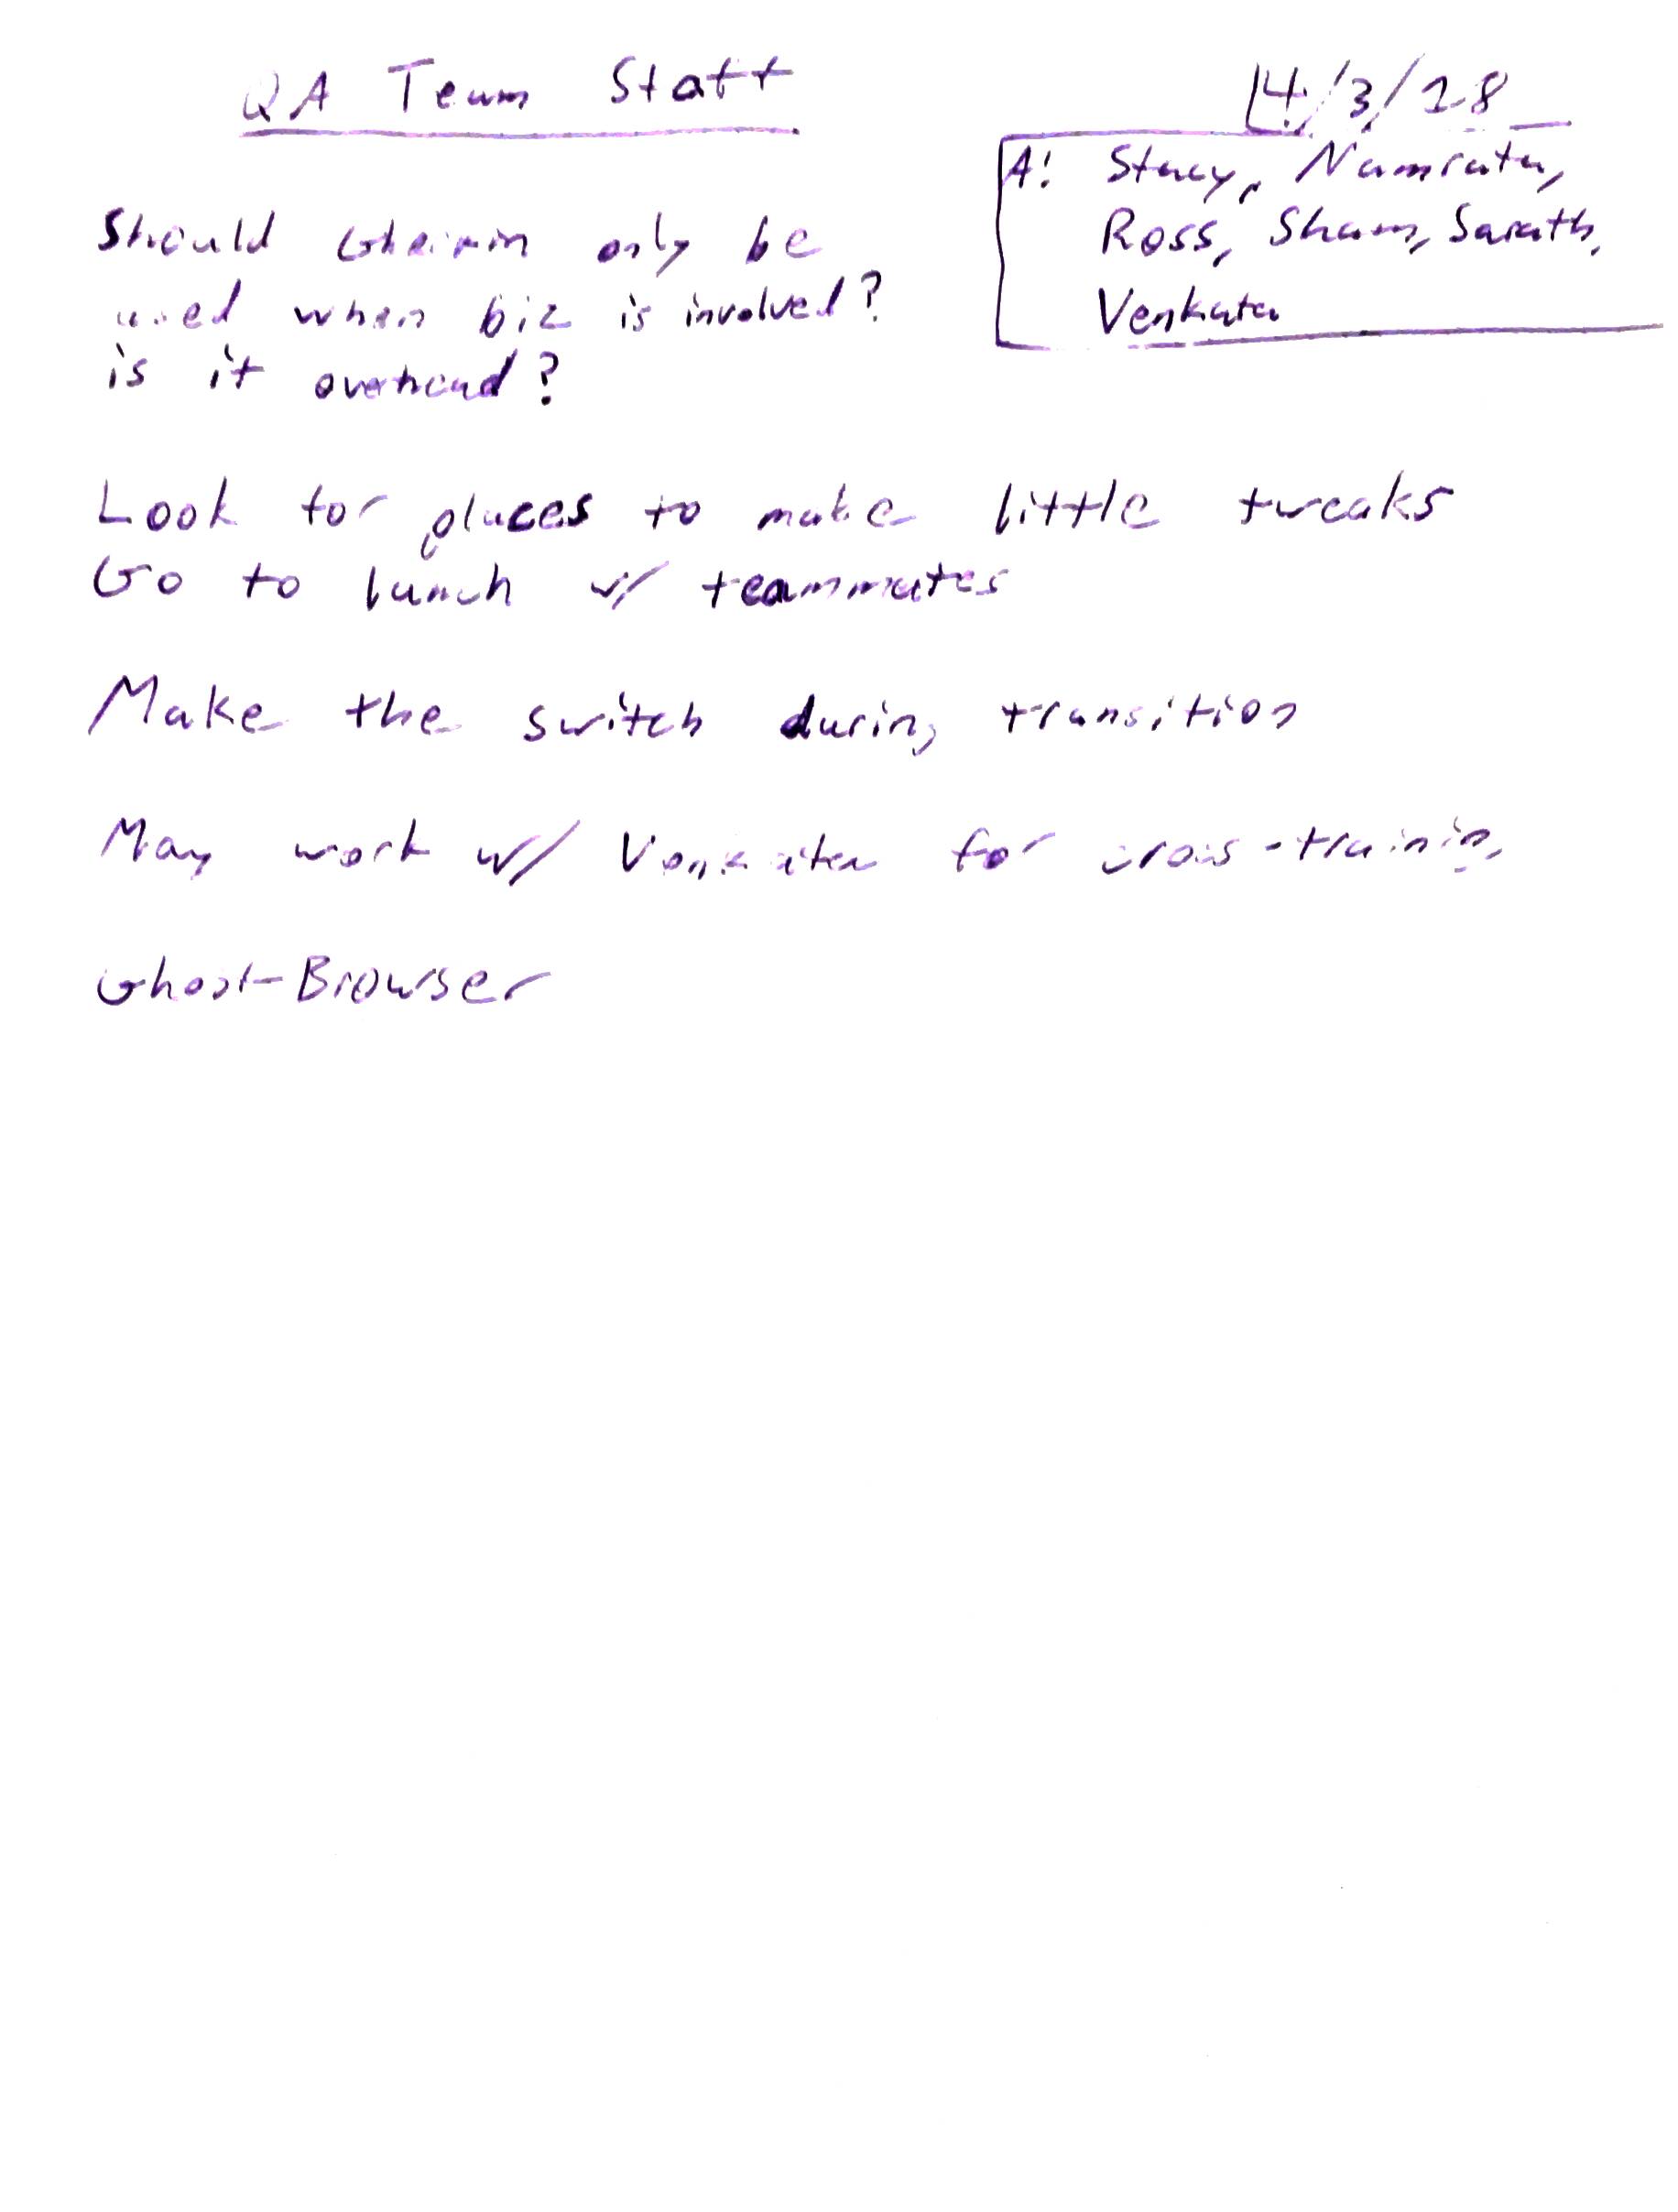 QA Team Staff
4/3/18
A: Stacy, Namrata,
Ross, Sham, Sarath,
Venkata
Should Gherkin only be
used when biz is involved?
is it overhead?
Look for places to make little tweaks
Go to lunch w/ teammates
Make the switch during transition
May work w/ Venkata for cross-training
Ghost-Browser